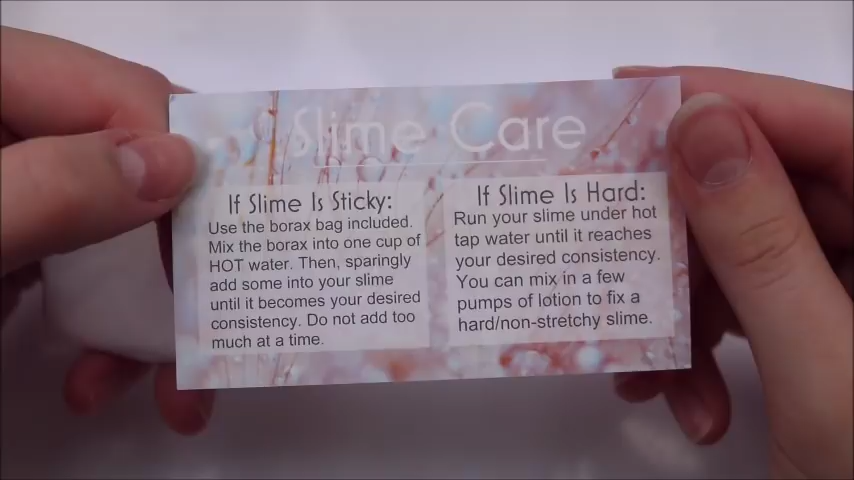 Slime Care
If Slime Is Sticky:
Use the borax bag included.
Mix the borax into one cup of
HOT water. Then, sparingly
add some into your slime
until it becomes your desired
consistency. Do not add too
much at a time.
If Slime Is Hard:
Run your slime under hot
tap water until it reaches
your desired consistency.
You can mix in a few
pumps of lotion to fix a
hard/non-stretchy slime.